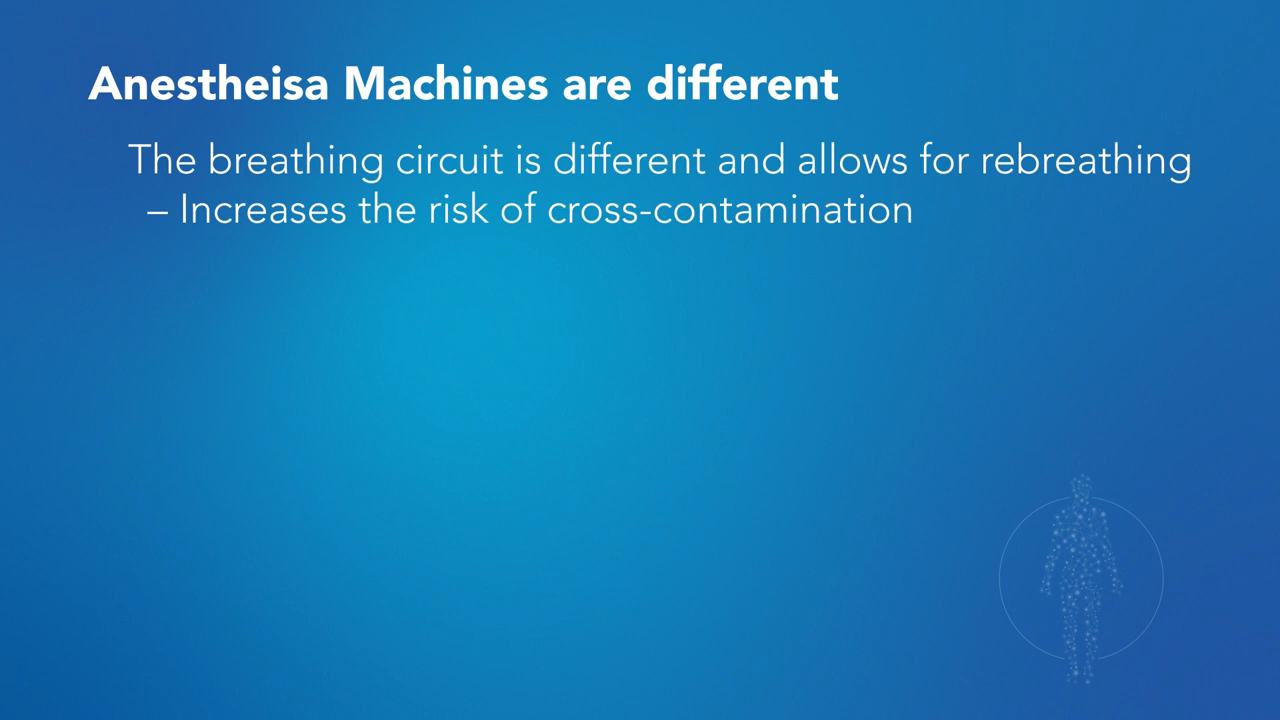 Anestheisa Machines are different
The breathing circuit is different and allows for rebreathing
– Increases the risk of cross-contamination